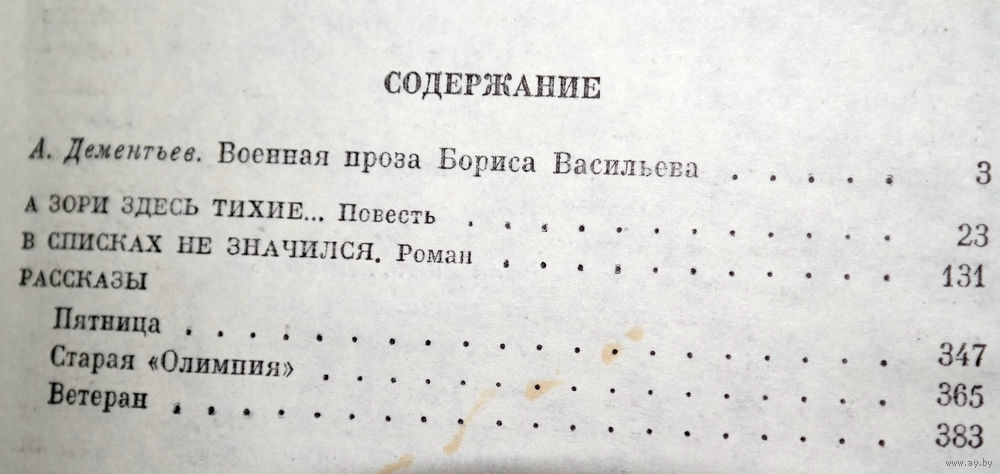 СОДЕРЖАНИЕ
А. Дементьев. Военная проза Бориса Васильева . . . . . 3
А ЗОРИ ЗДЕСЬ ТИХИЕ... Повесть . . . . . . . . . . . . 23
В СПИСКАХ НЕ ЗНАЧИЛСЯ. Роман . . . . . . . . . . . 131
РАССКАЗЫ
Пятница . . . . . . . . . . . . . . . . . . . 347
Старая «Олимпия» . . . . . . . . . . . . . . . 365
Ветеран . . . . . . . . . . . . . . . . . . . . 383
www.ay.by